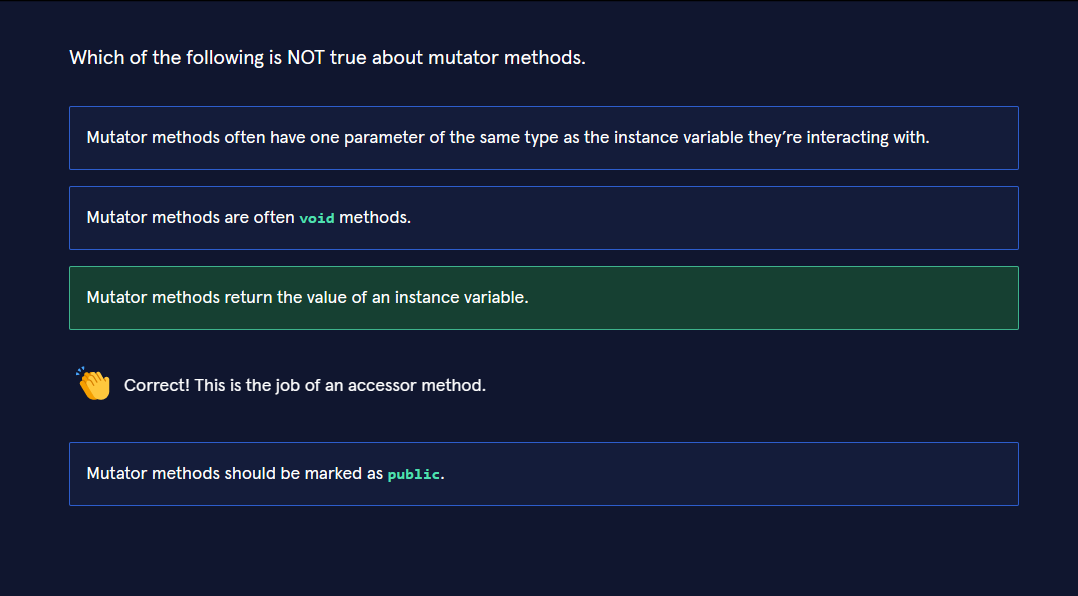 Which of the following is NOT true about mutator methods.
Mutator methods often have one parameter of the same type as the instance variable they’re interacting with.
Mutator methods are often void methods.
Mutator methods return the value of an instance variable.
Correct! This is the job of an accessor method.
Mutator methods should be marked as public.